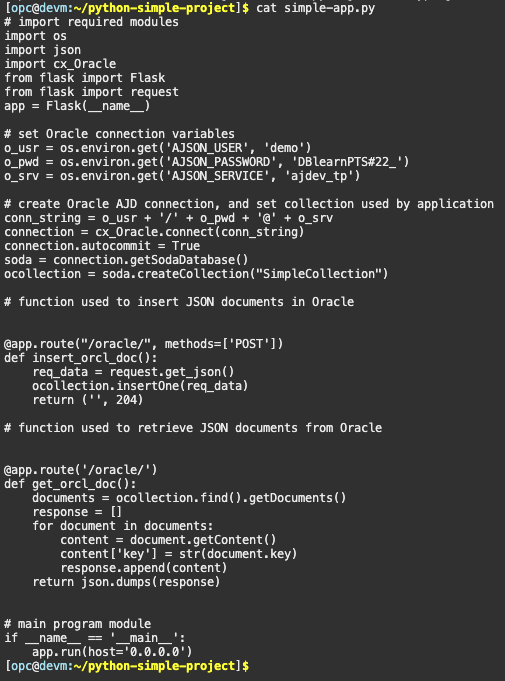 [opc@devm:~/python-simple-project]$ cat simple-app.py
# import required modules
import os
import json
import cx_Oracle
from flask import Flask
from flask import request
app = Flask(__name__)

# set Oracle connection variables
o_usr = os.environ.get('AJSON_USER', 'demo')
o_pwd = os.environ.get('AJSON_PASSWORD', 'DBlearnPTS#22_')
o_srv = os.environ.get('AJSON_SERVICE', 'ajdev_tp')

# create Oracle AJD connection, and set collection used by application
conn_string = o_usr + '/' + o_pwd + '@' + o_srv
connection = cx_Oracle.connect(conn_string)
connection.autocommit = True
soda = connection.getSodaDatabase()
ocollection = soda.createCollection("SimpleCollection")

# function used to insert JSON documents in Oracle


@app.route("/oracle/", methods=['POST'])
def insert_orcl_doc():
    req_data = request.get_json()
    ocollection.insertOne(req_data)
    return ('', 204)

# function used to retrieve JSON documents from Oracle


@app.route('/oracle/')
def get_orcl_doc():
    documents = ocollection.find().getDocuments()
    response = []
    for document in documents:
        content = document.getContent()
        content['key'] = str(document.key)
        response.append(content)
    return json.dumps(response)


# main program module
if __name__ == '__main__':
    app.run(host='0.0.0.0')
[opc@devm:~/python-simple-project]$